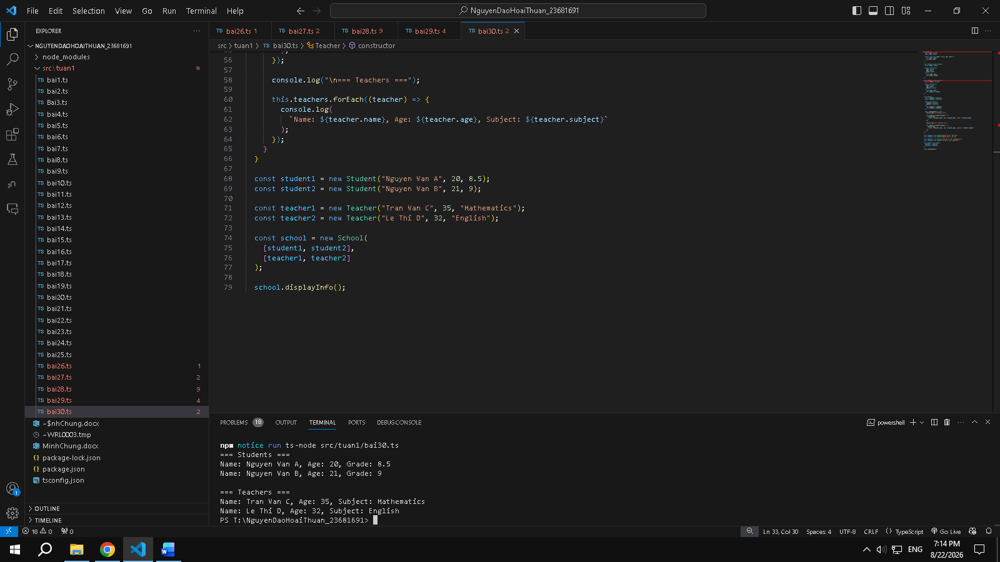 File Edit Selection View Go Run Terminal Help
NguyenDaoHoaiThuan_23681691
EXPLORER
NGUYENDAOHOAITHUAN_23681691
node_modules
src\tuan1
TS bai1.ts
TS bai2.ts
TS Bai3.ts
TS bai4.ts
TS bai5.ts
TS bai6.ts
TS bai7.ts
TS bai8.ts
TS bai9.ts
TS bai10.ts
TS bai11.ts
TS bai12.ts
TS bai13.ts
TS bai14.ts
TS bai15.ts
TS bai16.ts
TS bai17.ts
TS bai18.ts
TS bai19.ts
TS bai20.ts
TS bai21.ts
TS bai22.ts
TS bai23.ts
TS bai24.ts
TS bai25.ts
TS bai26.ts 1
TS bai27.ts 2
TS bai28.ts 9
TS bai29.ts 4
TS bai30.ts 2
~$nhChung.docx
~WRL0003.tmp
MinhChung.docx
{} package-lock.json
{} package.json
tsconfig.json
OUTLINE
TIMELINE
TS bai26.ts 1 TS bai27.ts 2 TS bai28.ts 9 TS bai29.ts 4 TS bai30.ts 2
src > tuan1 > TS bai30.ts > Teacher > constructor
56 });
57
58 console.log("\n=== Teachers ===");
59
60 this.teachers.forEach((teacher) => {
61 console.log(
62 `Name: ${teacher.name}, Age: ${teacher.age}, Subject: ${teacher.subject}`
63 );
64 });
65 }
66 }
67
68 const student1 = new Student("Nguyen Van A", 20, 8.5);
69 const student2 = new Student("Nguyen Van B", 21, 9);
70
71 const teacher1 = new Teacher("Tran Van C", 35, "Mathematics");
72 const teacher2 = new Teacher("Le Thi D", 32, "English");
73
74 const school = new School(
75 [student1, student2],
76 [teacher1, teacher2]
77 );
78
79 school.displayInfo();
PROBLEMS 18 OUTPUT TERMINAL PORTS DEBUG CONSOLE
powershell
npm notice run ts-node src/tuan1/bai30.ts
=== Students ===
Name: Nguyen Van A, Age: 20, Grade: 8.5
Name: Nguyen Van B, Age: 21, Grade: 9
=== Teachers ===
Name: Tran Van C, Age: 35, Subject: Mathematics
Name: Le Thi D, Age: 32, Subject: English
PS T:\NguyenDaoHoaiThuan_23681691>
18 0 0
Ln 33, Col 30 Spaces: 4 UTF-8 CRLF {} TypeScript Go Live
ENG
7:14 PM
8/22/2026